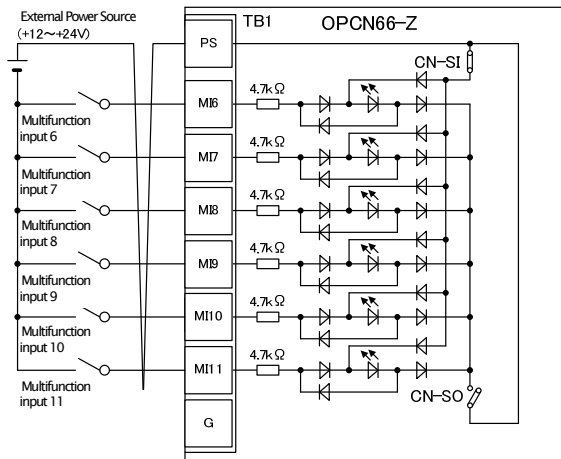 External Power Source
(+12～+24V)
TB1
OPCN66-Z
PS
CN-SI
MI6
4.7kΩ
Multifunction
input 6
MI7
4.7kΩ
Multifunction
input 7
MI8
4.7kΩ
Multifunction
input 8
MI9
4.7kΩ
Multifunction
input 9
MI10
4.7kΩ
Multifunction
input 10
MI11
4.7kΩ
Multifunction
input 11
CN-SO
G